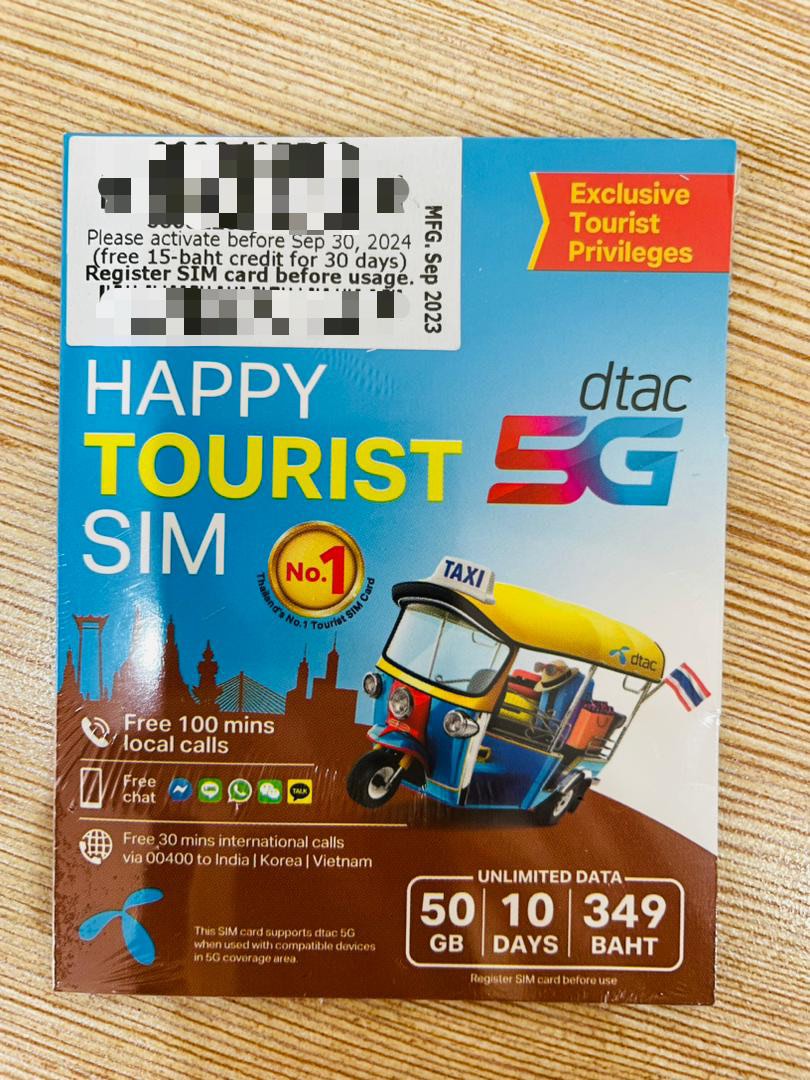 Please activate before Sep 30, 2024
(free 15-baht credit for 30 days)
Register SIM card before usage.
MFG. Sep 2023
Exclusive
Tourist
Privileges
HAPPY
TOURIST
SIM
dtac
5G
No.1
Thailand's No.1 Tourist SIM Card
TAXI
dtac
Free 100 mins
local calls
Free
chat
LINE
TALK
Free 30 mins international calls
via 00400 to India | Korea | Vietnam
This SIM card supports dtac 5G
when used with compatible devices
in 5G coverage area.
UNLIMITED DATA
50 GB
10 DAYS
349 BAHT
Register SIM card before use